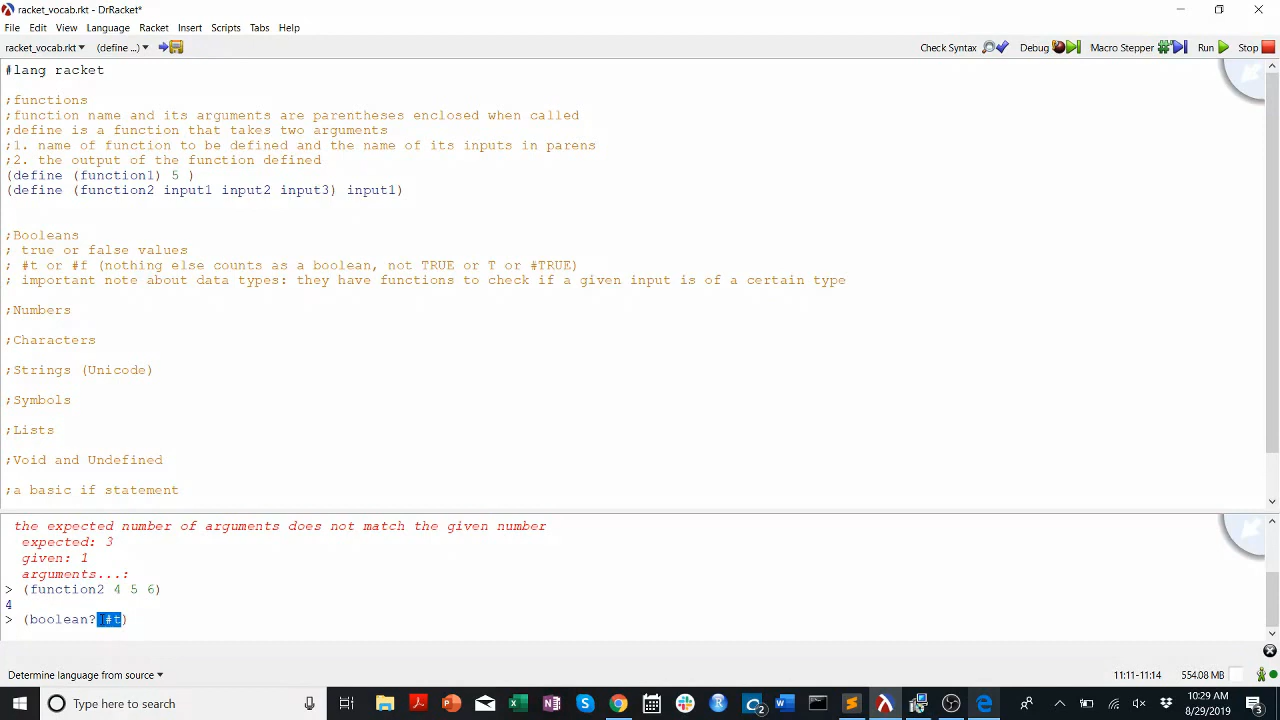 racket_vocab.rkt - DrRacket*
File Edit View Language Racket Insert Scripts Tabs Help
racket_vocab.rkt (define ...) Check Syntax Debug Macro Stepper Run Stop
#lang racket
;functions
;function name and its arguments are parentheses enclosed when called
;define is a function that takes two arguments
;1. name of function to be defined and the name of its inputs in parens
;2. the output of the function defined
(define (function1) 5 )
(define (function2 input1 input2 input3) input1)
;Booleans
; true or false values
; #t or #f (nothing else counts as a boolean, not TRUE or T or #TRUE)
; important note about data types: they have functions to check if a given input is of a certain type
;Numbers
;Characters
;Strings (Unicode)
;Symbols
;Lists
;Void and Undefined
;a basic if statement
the expected number of arguments does not match the given number
expected: 3
given: 1
arguments...:
> (function2 4 5 6)
4
> (boolean? #t)
Determine language from source 11:11-11:14 554.08 MB
Type here to search
10:29 AM
8/29/2019